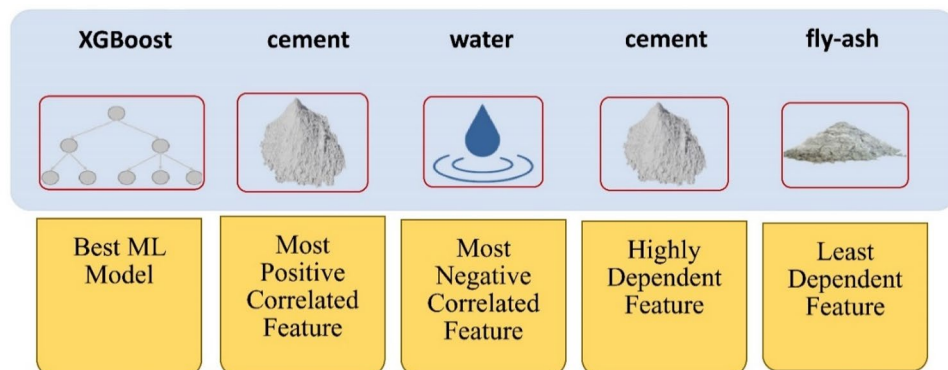 XGBoost
cement
water
cement
fly-ash
Best ML
Model
Most
Positive
Correlated
Feature
Most
Negative
Correlated
Feature
Highly
Dependent
Feature
Least
Dependent
Feature